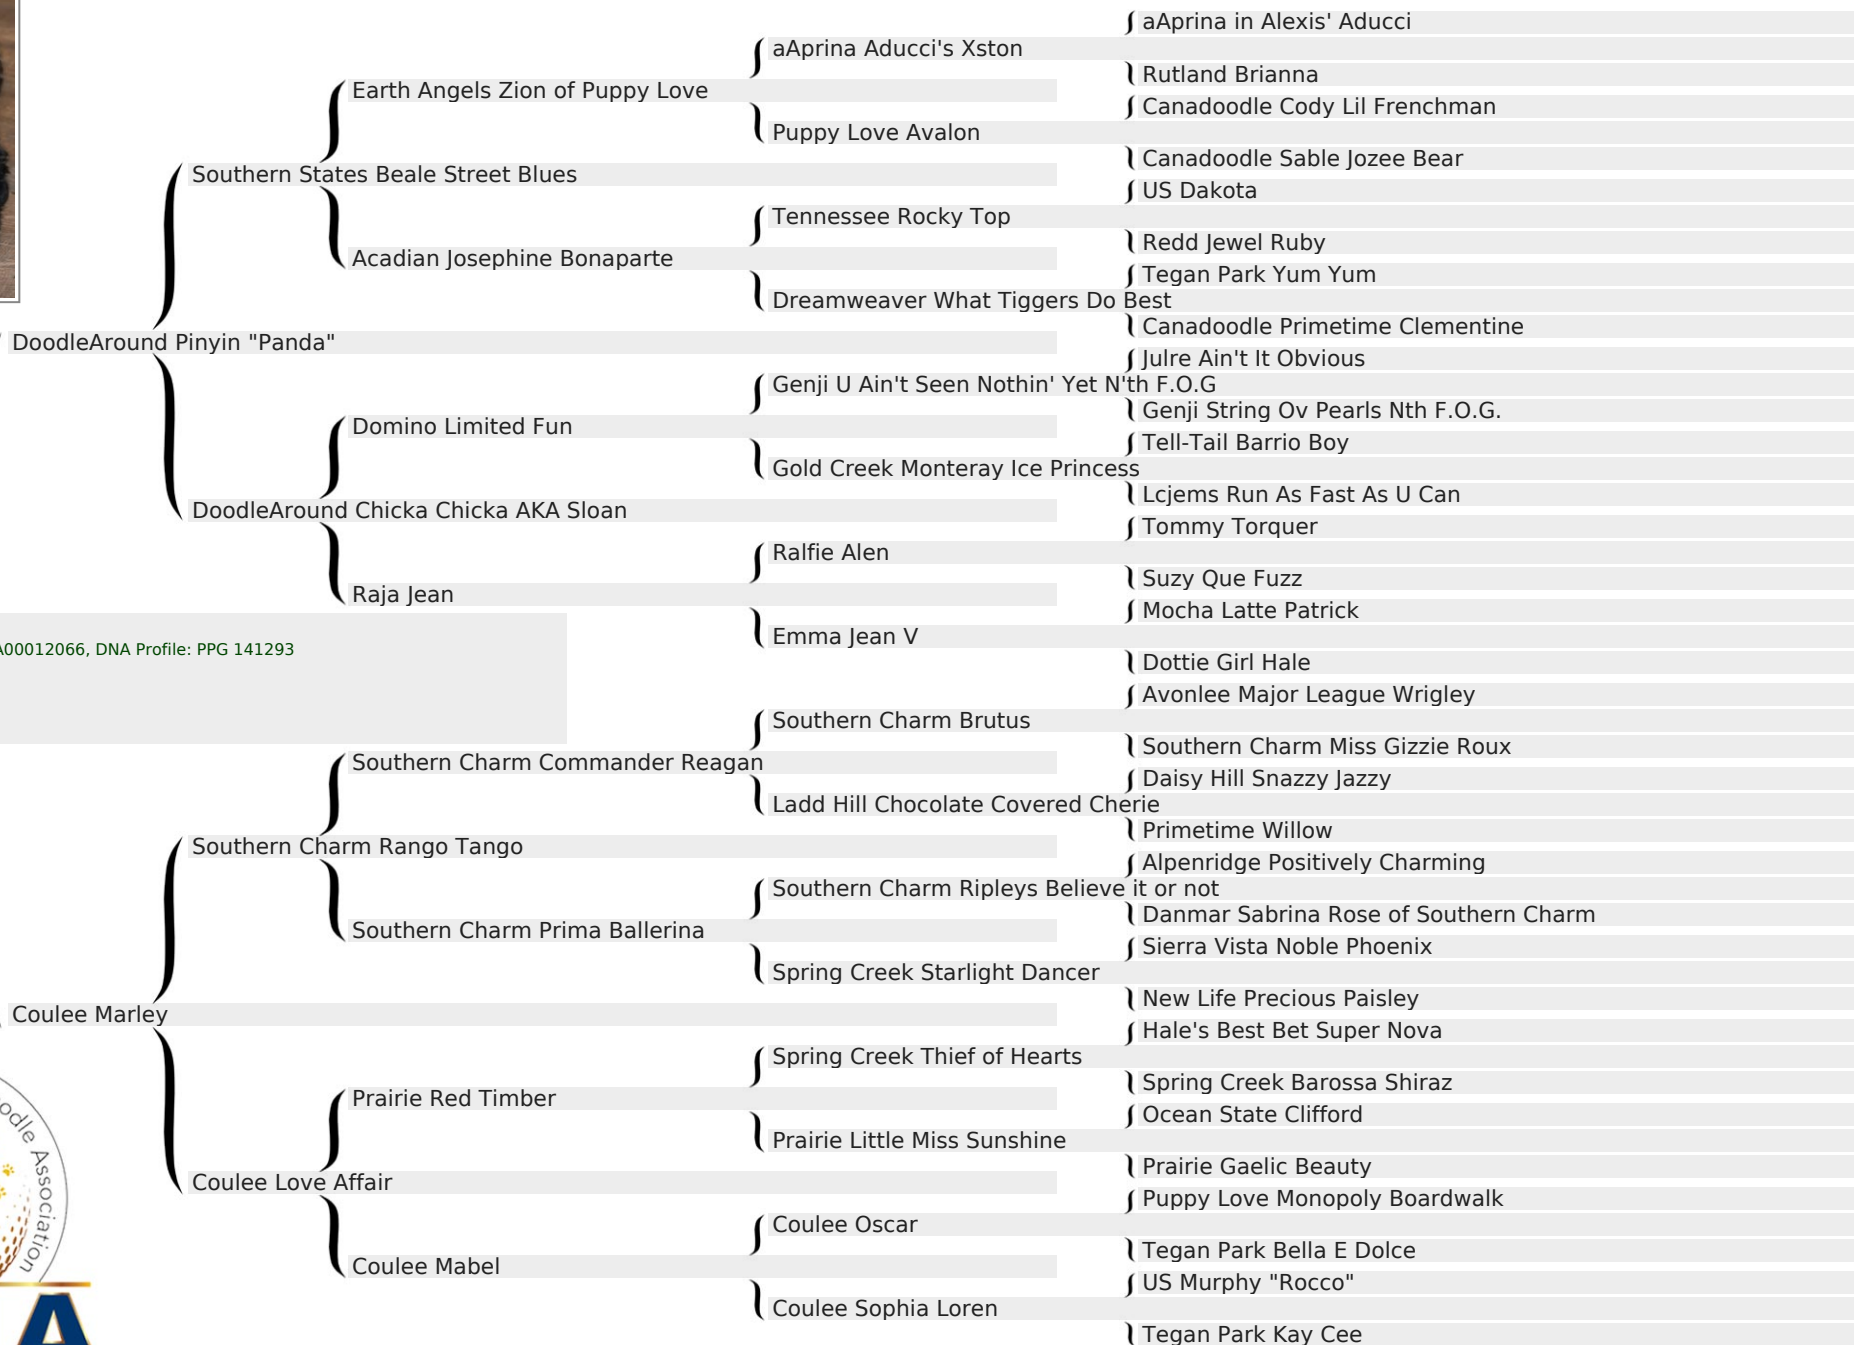 aAprina in Alexis' Aducci
aAprina Aducci's Xston
Rutland Brianna
Earth Angels Zion of Puppy Love
Canadoodle Cody Lil Frenchman
Puppy Love Avalon
Canadoodle Sable Jozee Bear
Southern States Beale Street Blues
US Dakota
Tennessee Rocky Top
Redd Jewel Ruby
Acadian Josephine Bonaparte
Tegan Park Yum Yum
Dreamweaver What Tiggers Do Best
Canadoodle Primetime Clementine
DoodleAround Pinyin "Panda"
Julre Ain't It Obvious
Genji U Ain't Seen Nothin' Yet N'th F.O.G
Genji String Ov Pearls Nth F.O.G.
Domino Limited Fun
Tell-Tail Barrio Boy
Gold Creek Monteray Ice Princess
Lcjems Run As Fast As U Can
DoodleAround Chicka Chicka AKA Sloan
Tommy Torquer
Ralfie Alen
Suzy Que Fuzz
Raja Jean
Mocha Latte Patrick
Emma Jean V
A00012066, DNA Profile: PPG 141293
Dottie Girl Hale
Avonlee Major League Wrigley
Southern Charm Brutus
Southern Charm Miss Gizzie Roux
Southern Charm Commander Reagan
Daisy Hill Snazzy Jazzy
Ladd Hill Chocolate Covered Cherie
Primetime Willow
Southern Charm Rango Tango
Alpenridge Positively Charming
Southern Charm Ripleys Believe it or not
Danmar Sabrina Rose of Southern Charm
Southern Charm Prima Ballerina
Sierra Vista Noble Phoenix
Spring Creek Starlight Dancer
New Life Precious Paisley
Coulee Marley
Hale's Best Bet Super Nova
Spring Creek Thief of Hearts
Spring Creek Barossa Shiraz
Prairie Red Timber
Ocean State Clifford
Prairie Little Miss Sunshine
Prairie Gaelic Beauty
Coulee Love Affair
Puppy Love Monopoly Boardwalk
Coulee Oscar
Tegan Park Bella E Dolce
Coulee Mabel
US Murphy "Rocco"
Coulee Sophia Loren
Tegan Park Kay Cee
odle Association
A